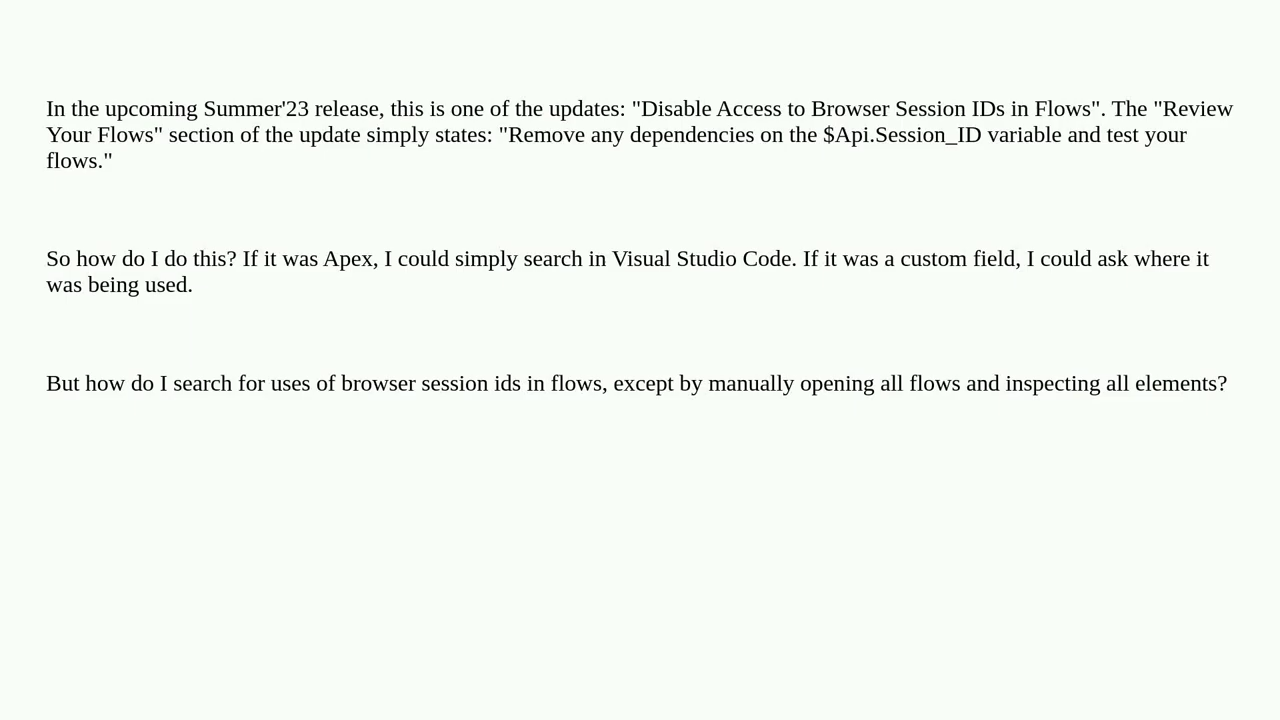 In the upcoming Summer'23 release, this is one of the updates: "Disable Access to Browser Session IDs in Flows". The "Review
Your Flows" section of the update simply states: "Remove any dependencies on the $Api.Session_ID variable and test your
flows."
So how do I do this? If it was Apex, I could simply search in Visual Studio Code. If it was a custom field, I could ask where it
was being used.
But how do I search for uses of browser session ids in flows, except by manually opening all flows and inspecting all elements?